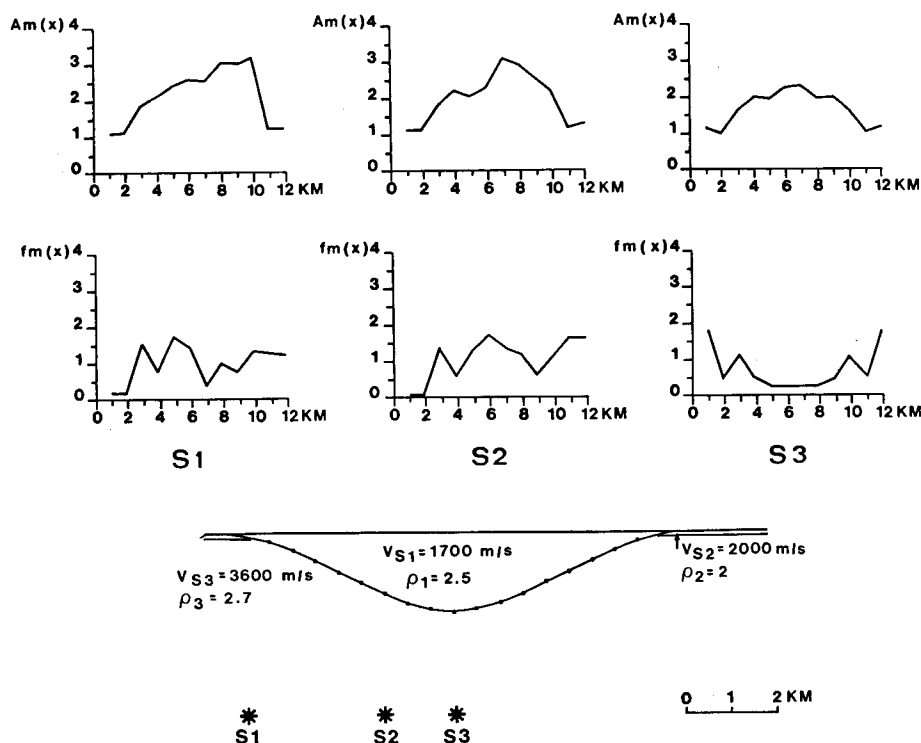 Am(x) 4
3
2
1
0
0 2 4 6 8 10 12 KM
Am(x) 4
3
2
1
0
0 2 4 6 8 10 12 KM
Am(x) 4
3
2
1
0
0 2 4 6 8 10 12 KM
fm(x) 4
3
2
1
0
0 2 4 6 8 10 12 KM
S1
fm(x) 4
3
2
1
0
0 2 4 6 8 10 12 KM
S2
fm(x) 4
3
2
1
0
0 2 4 6 8 10 12 KM
S3
VS3=3600 m/s
ρ3=2.7
VS1=1700 m/s
ρ1=2.5
VS2=2000 m/s
ρ2=2
* * *
S1 S2 S3
0 1 2 KM